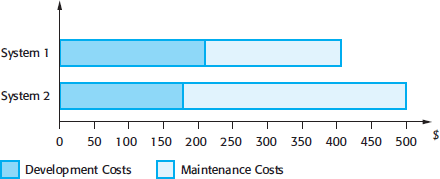 System 1
System 2
0 50 100 150 200 250 300 350 400 450 500 $
Development Costs Maintenance Costs